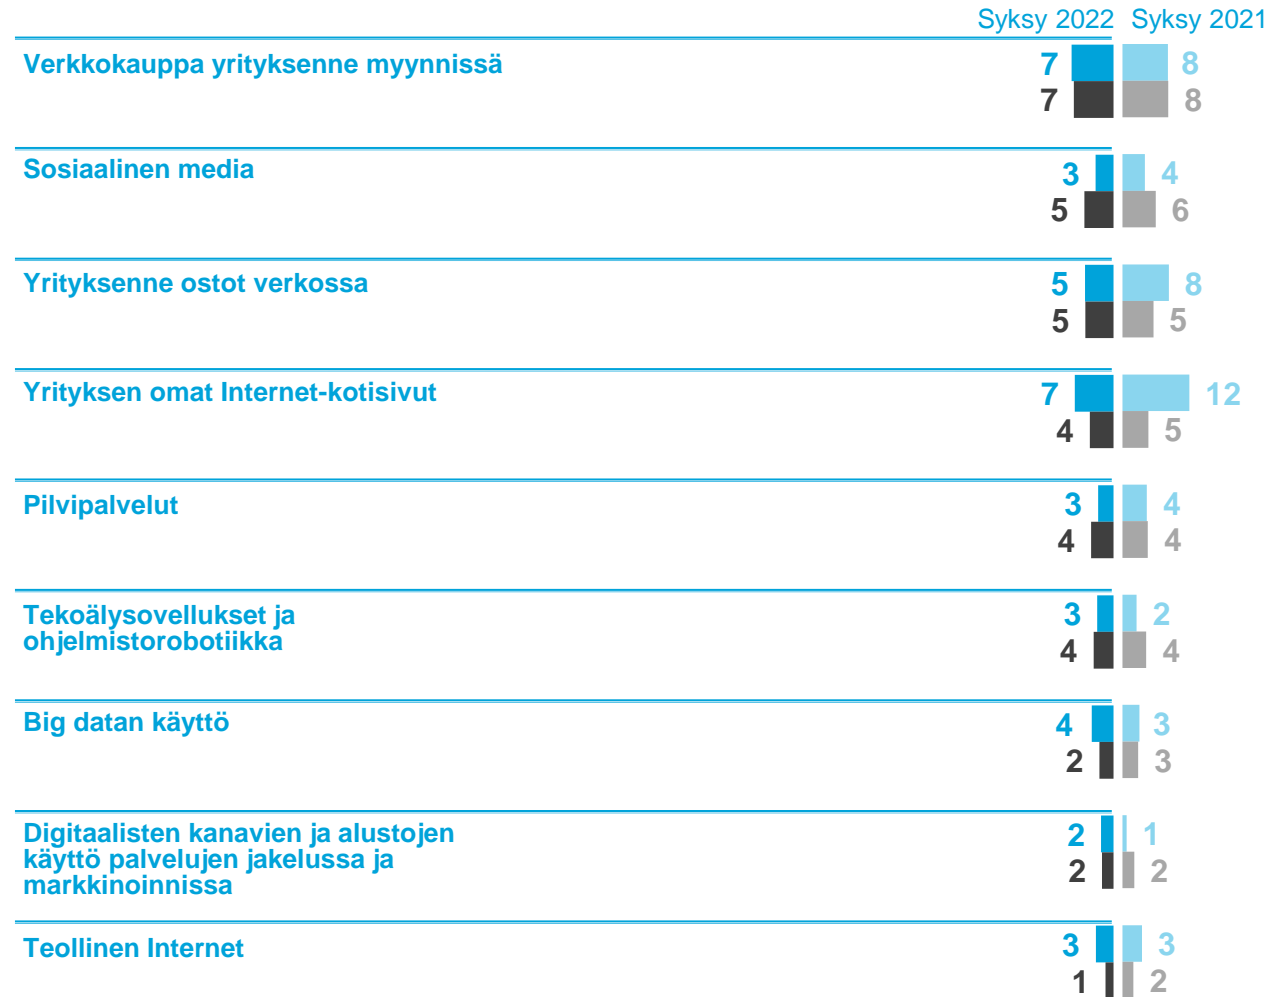 Syksy 2022 Syksy 2021
Verkkokauppa yrityksenne myynnissä 7 8
7 8
Sosiaalinen media 3 4
5 6
Yrityksenne ostot verkossa 5 8
5 5
Yrityksen omat Internet-kotisivut 7 12
4 5
Pilvipalvelut 3 4
4 4
Tekoälysovellukset ja 3 2
ohjelmistorobotiikka 4 4
Big datan käyttö 4 3
2 3
Digitaalisten kanavien ja alustojen 2 1
käyttö palvelujen jakelussa ja 2 2
markkinoinnissa
Teollinen Internet 3 3
1 2